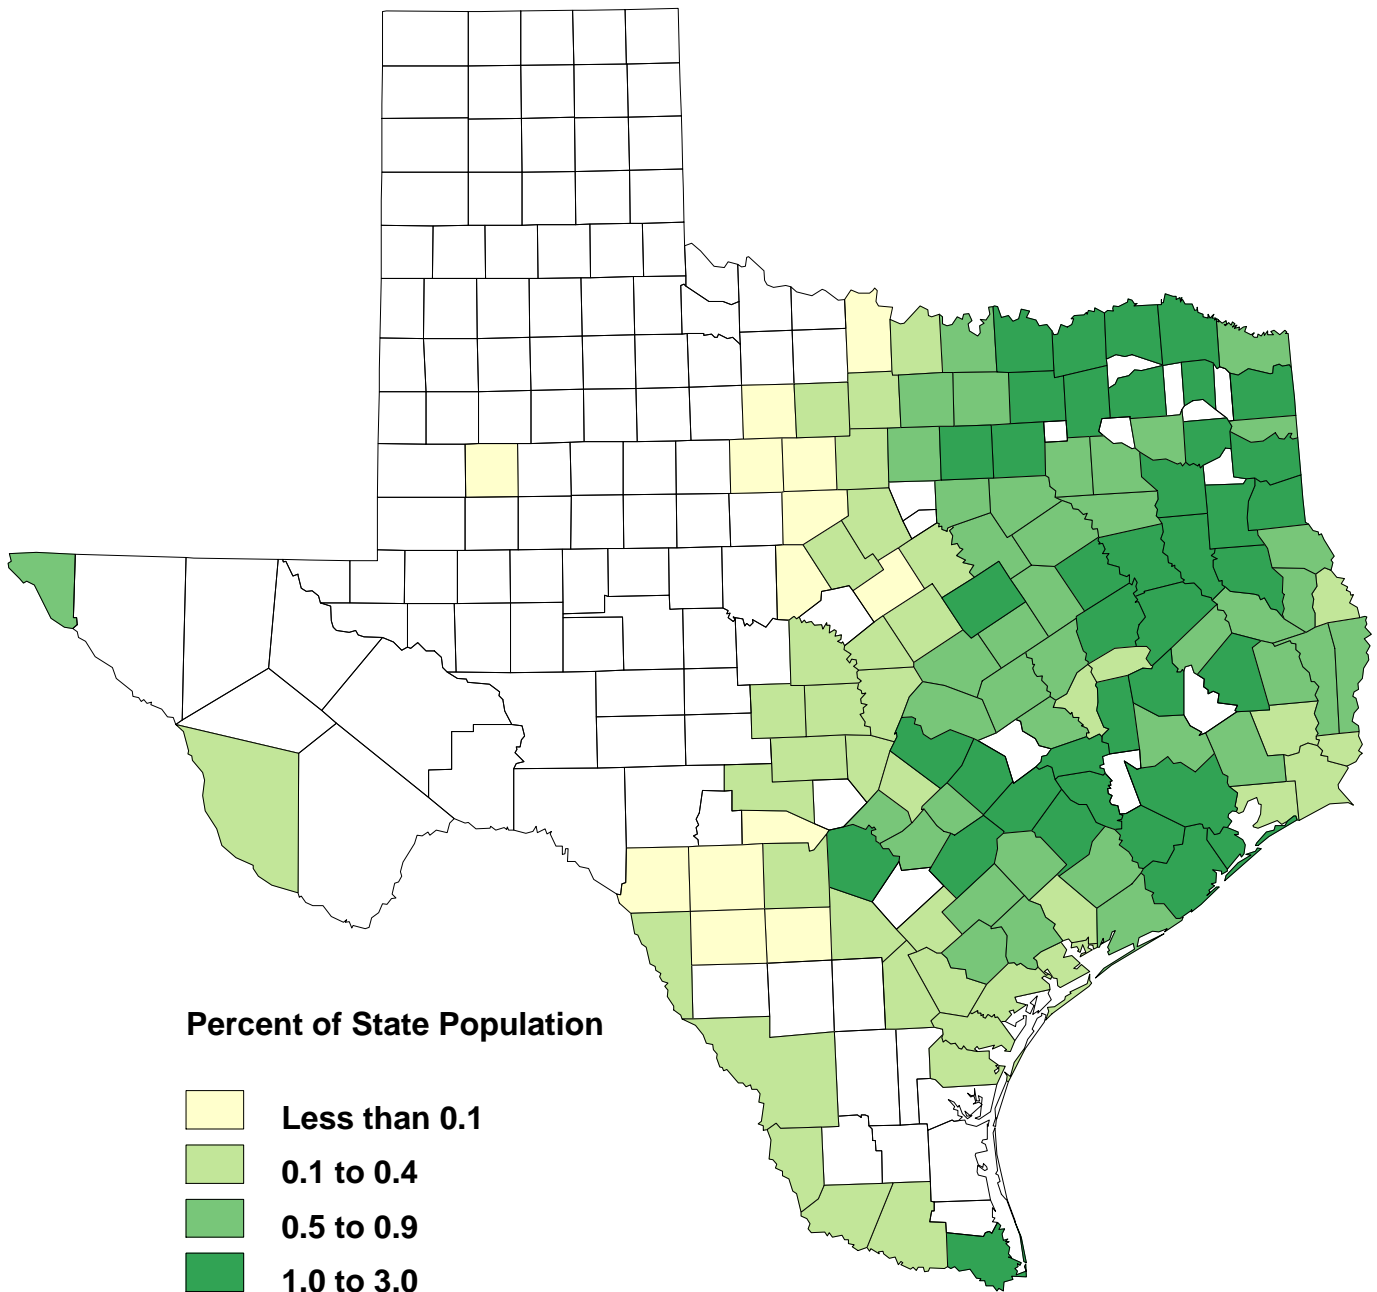 Percent of State Population
Less than 0.1
0.1 to 0.4
0.5 to 0.9
1.0 to 3.0